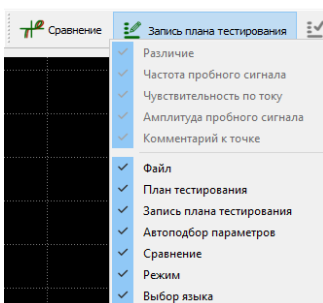 Сравнение
Запись плана тестирования
Различие
Частота пробного сигнала
Чувствительность по току
Амплитуда пробного сигнала
Комментарий к точке
Файл
План тестирования
Запись плана тестирования
Автоподбор параметров
Сравнение
Режим
Выбор языка